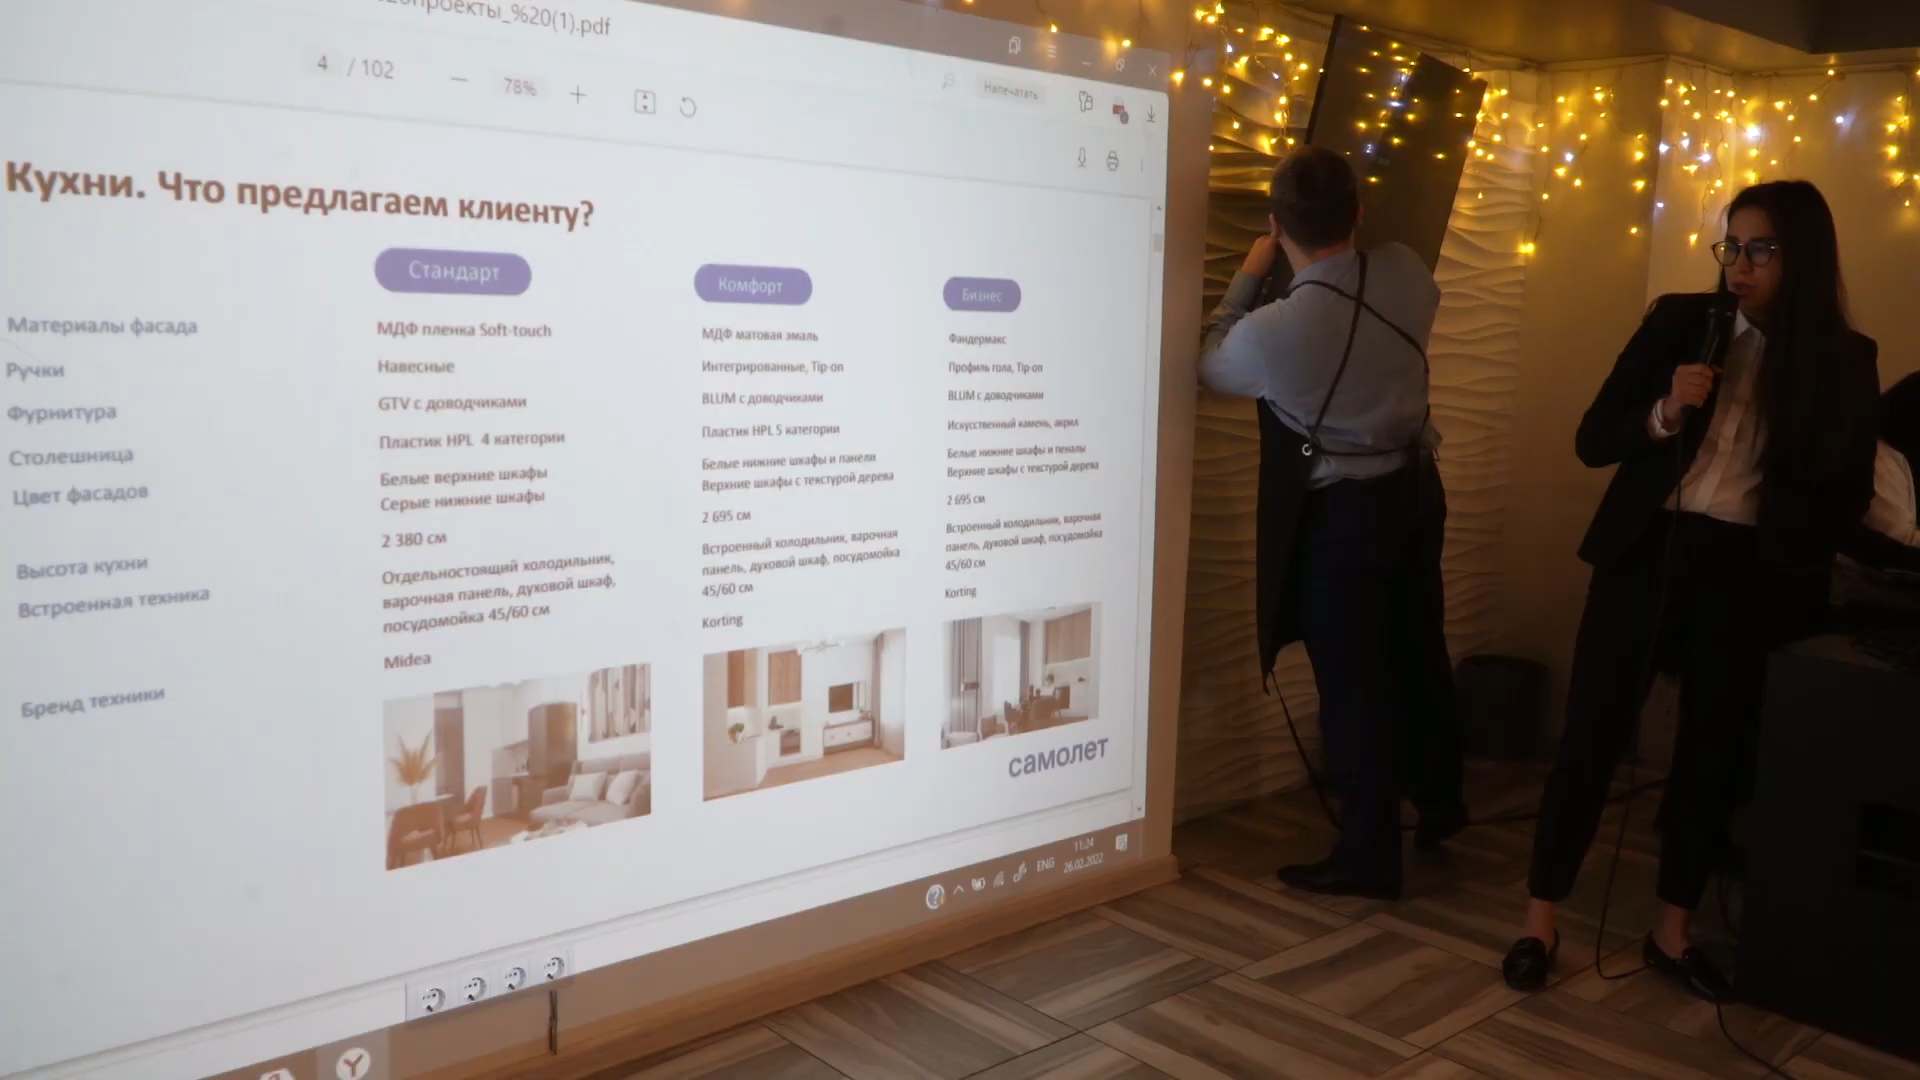 проекты_%20(1).pdf
4 / 102
78%
Напечатать
Кухни. Что предлагаем клиенту?
Стандарт
Комфорт
Бизнес
Материалы фасада
МДФ пленка Soft-touch
МДФ матовая эмаль
Фандермакс
Ручки
Навесные
Интегрированные, Tip-on
Профиль гола, Tip-on
Фурнитура
GTV с доводчиками
BLUM с доводчиками
BLUM с доводчиками
Столешница
Пластик HPL 4 категории
Пластик HPL 5 категории
Искусственный камень, акрил
Цвет фасадов
Белые верхние шкафы
Серые нижние шкафы
Белые нижние шкафы и панели
Верхние шкафы с текстурой дерева
Белые нижние шкафы и пеналы
Верхние шкафы с текстурой дерева
Высота кухни
2 380 см
2 695 см
2 695 см
Встроенная техника
Отдельностоящий холодильник,
варочная панель, духовой шкаф,
посудомойка 45/60 см
Встроенный холодильник, варочная
панель, духовой шкаф, посудомойка
45/60 см
Встроенный холодильник, варочная
панель, духовой шкаф, посудомойка
45/60 см
Бренд техники
Midea
Korting
Korting
самолет
ENG
11:24
26.02.2022